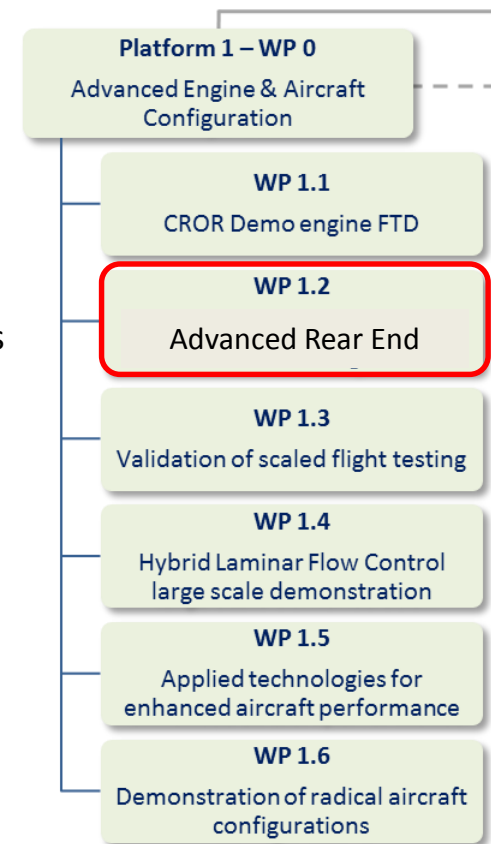 Platform 1 – WP 0
Advanced Engine & Aircraft
Configuration
WP 1.1
CROR Demo engine FTD
WP 1.2
s
Advanced Rear End
WP 1.3
Validation of scaled flight testing
WP 1.4
Hybrid Laminar Flow Control
large scale demonstration
WP 1.5
Applied technologies for
enhanced aircraft performance
WP 1.6
Demonstration of radical aircraft
configurations